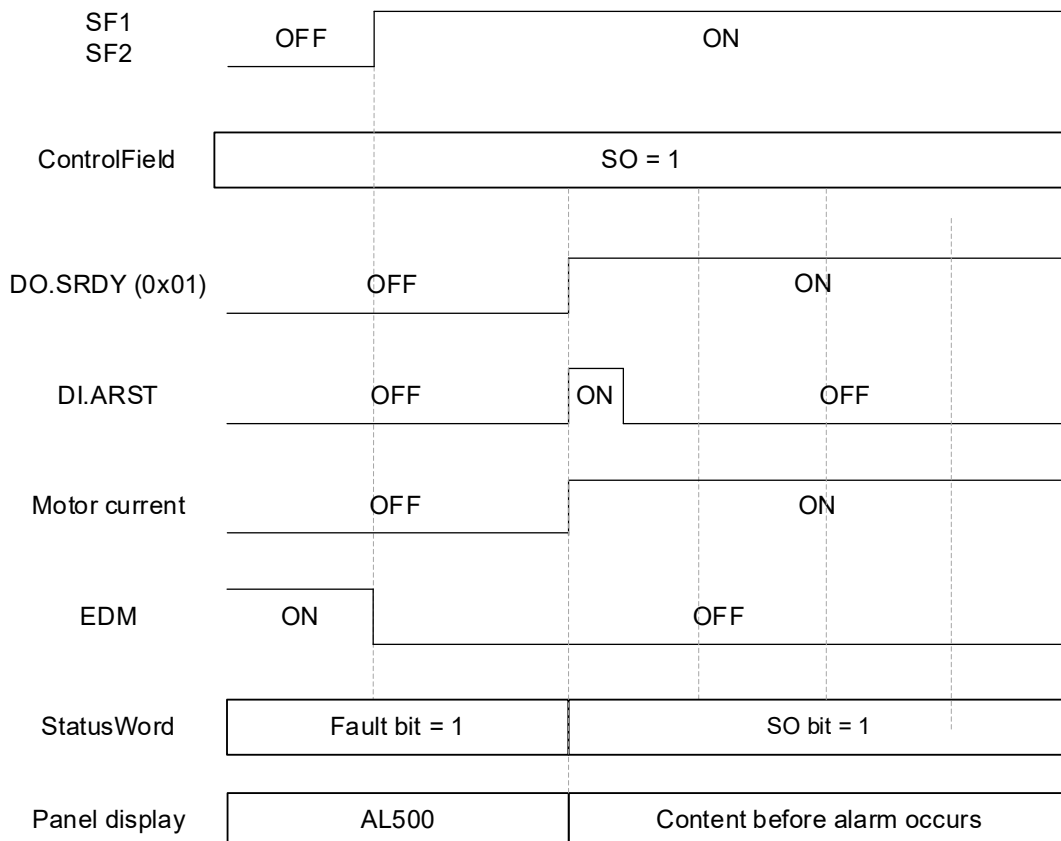 SF1
SF2
OFF
ON
ControlField
SO = 1
DO.SRDY (0x01)
OFF
ON
DI.ARST
OFF
ON
OFF
Motor current
OFF
ON
EDM
ON
OFF
StatusWord
Fault bit = 1
SO bit = 1
Panel display
AL500
Content before alarm occurs